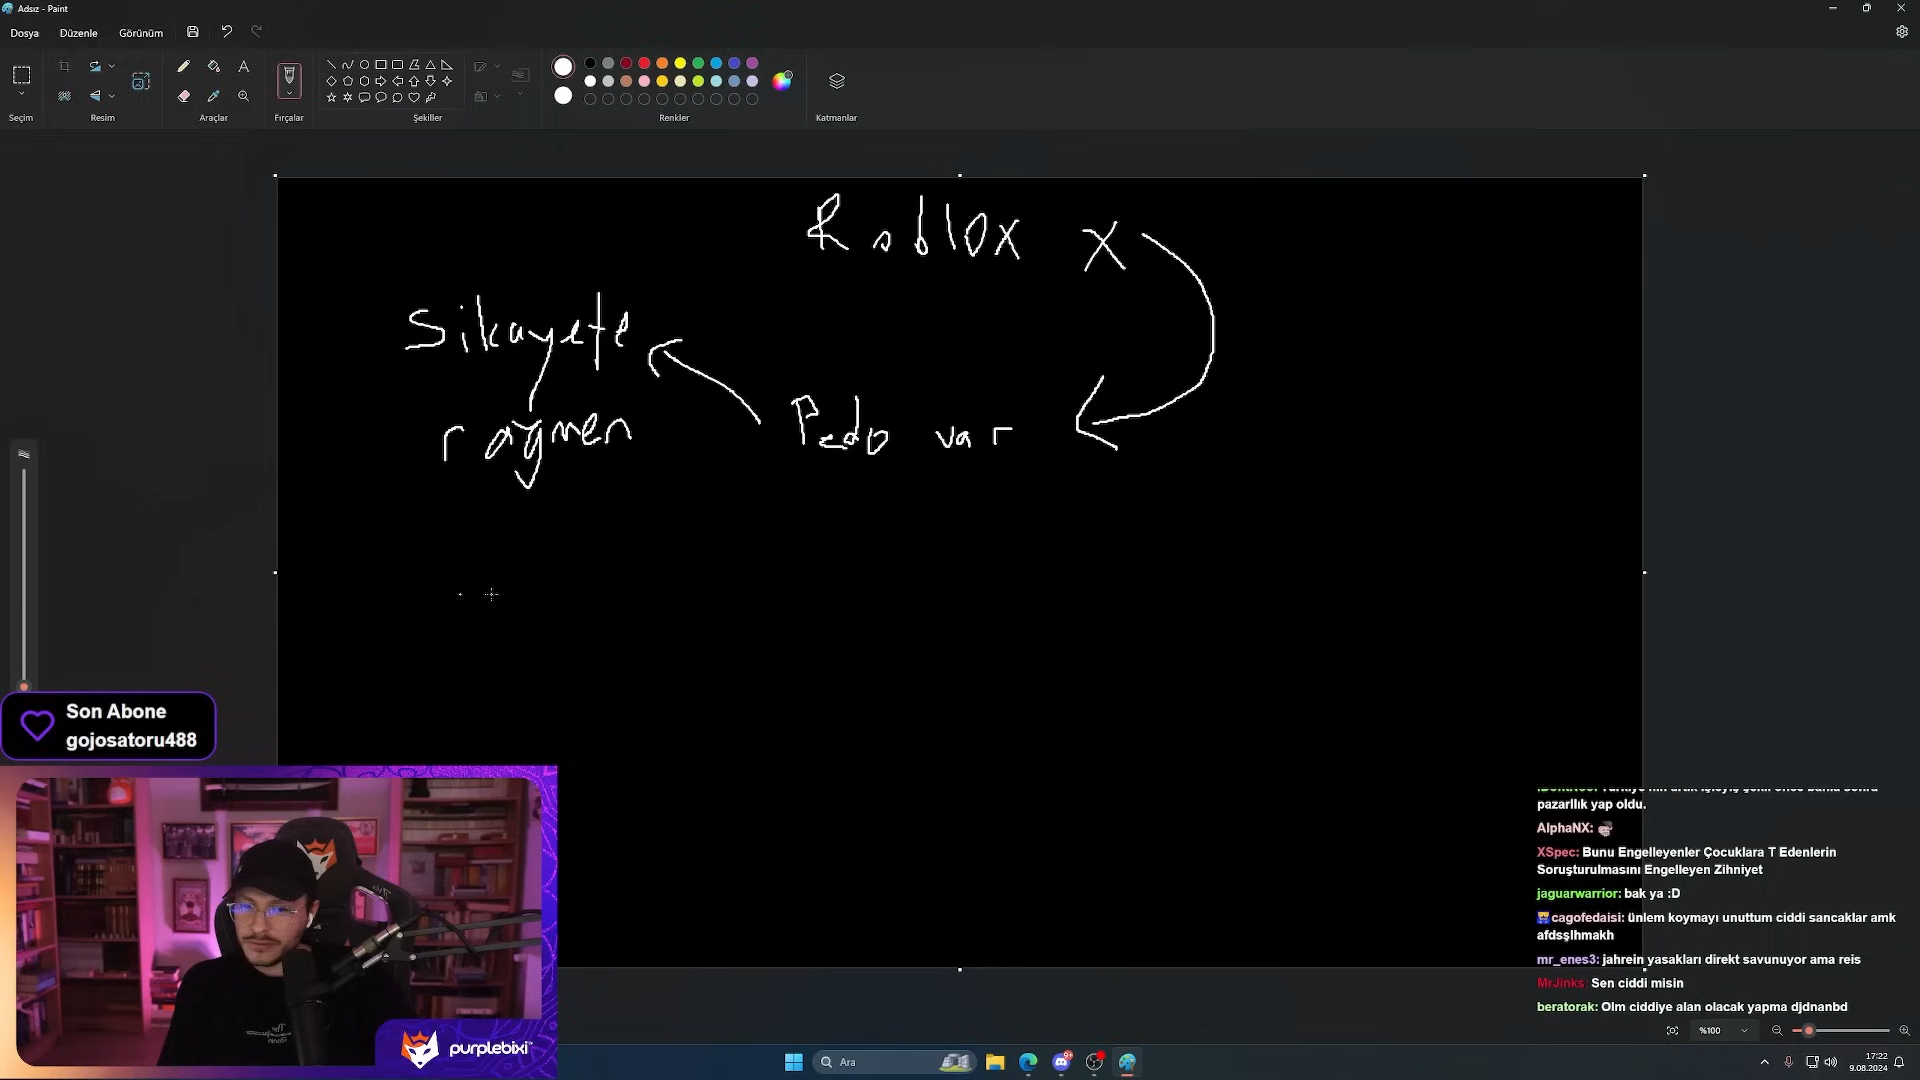 Adsız - Paint
Dosya Düzenle Görünüm
Seçim Resim Araçlar Fırçalar Şekiller Renkler Katmanlar
Roblox X
Sikayete
ragmen
Pedo var
Son Abone
gojosatoru488
purplebixi
pazarllık yap oldu.
AlphaNX:
XSpec: Bunu Engelleyenler Çocuklara T Edenlerin
Soruşturulmasını Engelleyen Zihniyet
jaguarwarrior: bak ya :D
cagofedaisi: ünlem koymayı unuttum ciddi sancaklar amk
afdsşlhmakh
mr_enes3: jahrein yasakları direkt savunuyor ama reis
MrJinks: Sen ciddi misin
beratorak: Olm ciddiye alan olacak yapma djdnanbd
%100
Ara
17:22
9.08.2024